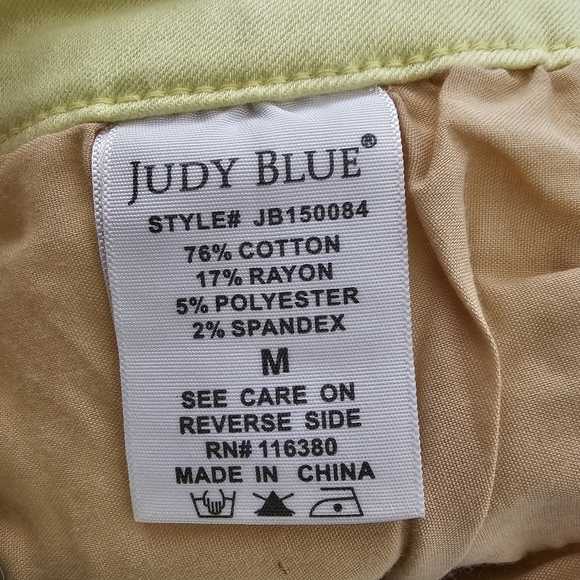 JUDY BLUE®
STYLE# JB150084
76% COTTON
17% RAYON
5% POLYESTER
2% SPANDEX
M
SEE CARE ON
REVERSE SIDE
RN# 116380
MADE IN CHINA